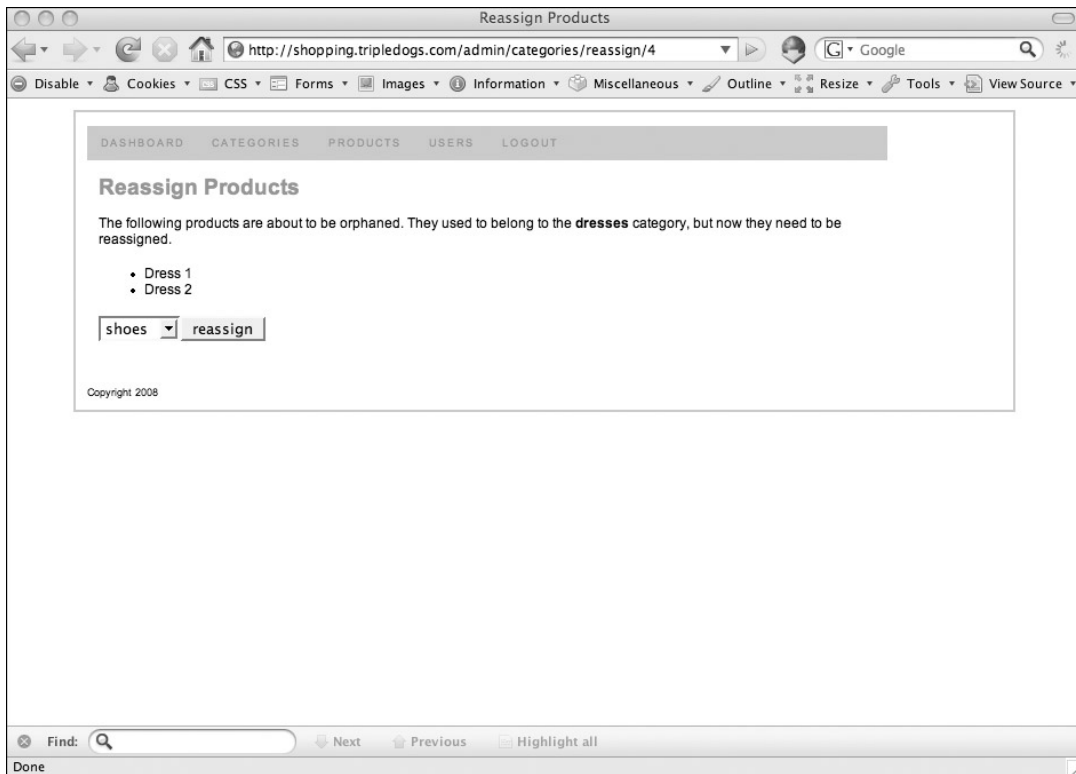 Reassign Products
http://shopping.tripledogs.com/admin/categories/reassign/4
G Google
Disable Cookies CSS Forms Images Information Miscellaneous Outline Resize Tools View Source
DASHBOARD CATEGORIES PRODUCTS USERS LOGOUT
Reassign Products
The following products are about to be orphaned. They used to belong to the dresses category, but now they need to be
reassigned.
• Dress 1
• Dress 2
shoes reassign
Copyright 2008
Find: Next Previous Highlight all
Done